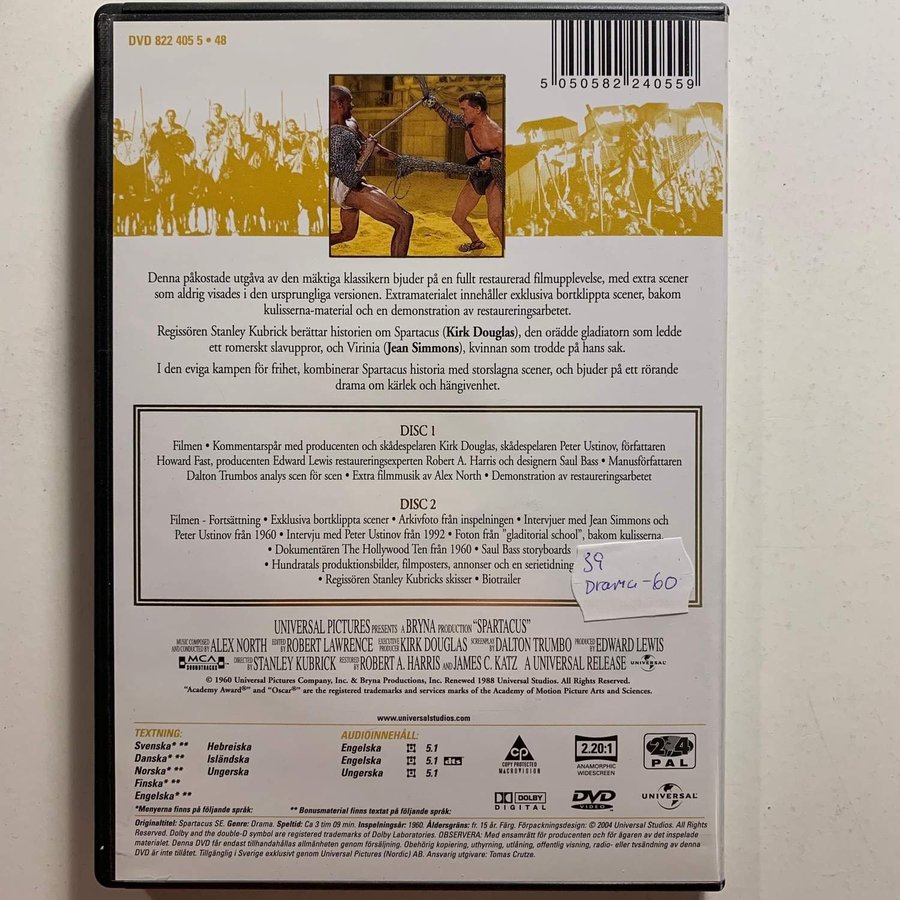 DVD 822 405 5 • 48
5 050582 240559
Denna påkostade utgåva av den mäktiga klassikern bjuder på en fullt restaurerad filmupplevelse, med extra scener
som aldrig visades i den ursprungliga versionen. Extramaterialet innehåller exklusiva bortklippta scener, bakom
kulisserna-material och en demonstration av restaureringsarbetet.
Regissören Stanley Kubrick berättar historien om Spartacus (Kirk Douglas), den orädde gladiatorn som ledde
ett romerskt slavuppror, och Virinia (Jean Simmons), kvinnan som trodde på hans sak.
I den eviga kampen för frihet, kombinerar Spartacus historia med storslagna scener, och bjuder på ett rörande
drama om kärlek och hängivenhet.
DISC 1
Filmen • Kommentarspår med producenten och skådespelaren Kirk Douglas, skådespelaren Peter Ustinov, författaren
Howard Fast, producenten Edward Lewis restaureringsexperten Robert A. Harris och designern Saul Bass • Manusförfattaren
Dalton Trumbos analys scen för scen • Extra filmmusik av Alex North • Demonstration av restaureringsarbetet
DISC 2
Filmen - Fortsättning • Exklusiva bortklippta scener • Arkivfoto från inspelningen • Intervjuer med Jean Simmons och
Peter Ustinov från 1960 • Intervju med Peter Ustinov från 1992 • Foton från "gladitorial school", bakom kulisserna.
• Dokumentären The Hollywood Ten från 1960 • Saul Bass storyboards
• Hundratals produktionsbilder, filmposters, annonser och en serietidning
• Regissören Stanley Kubricks skisser • Biotrailer
39
Drama -60
UNIVERSAL PICTURES PRESENTS A BRYNA PRODUCTION "SPARTACUS"
MUSIC COMPOSED AND CONDUCTED BY ALEX NORTH EDITED BY ROBERT LAWRENCE EXECUTIVE PRODUCER KIRK DOUGLAS SCREENPLAY BY DALTON TRUMBO PRODUCED BY EDWARD LEWIS
MCA SOUNDTRACKS DIRECTED BY STANLEY KUBRICK RESTORED BY ROBERT A. HARRIS AND JAMES C. KATZ A UNIVERSAL RELEASE UNIVERSAL
© 1960 Universal Pictures Company, Inc. & Bryna Productions, Inc. Renewed 1988 Universal Studios. All Rights Reserved.
"Academy Award®" and "Oscar®" are the registered trademarks and services marks of the Academy of Motion Picture Arts and Sciences.
www.universalstudios.com
TEXTNING:
Svenska* ** Hebreiska
Danska* ** Isländska
Norska* ** Ungerska
Finska* **
Engelska* **
AUDIOINNEHÅLL:
Engelska 5.1
Engelska 5.1 dts
Ungerska 5.1
CP
COPY PROTECTED
MACROVISION
2.20:1
ANAMORPHIC
WIDESCREEN
2 4
PAL
DOLBY
DIGITAL
DVD
VIDEO
UNIVERSAL
*Menyerna finns på följande språk: ** Bonusmaterial finns textat på följande språk:
Originaltitel: Spartacus SE. Genre: Drama. Speltid: Ca 3 tim 09 min. Inspelningsår: 1960. Åldersgräns: fr. 15 år. Färg. Förpackningsdesign: © 2004 Universal Studios. All Rights
Reserved. Dolby and the double-D symbol are registered trademarks of Dolby Laboratories. OBSERVERA: Med ensamrätt för producenten och för ägaren av det inspelade
materialet. Denna DVD får endast tillhandahållas allmänheten genom försäljning. Obehörig kopiering, uthyrning, utlåning, offentlig visning, radio- eller tvsändning av denna
DVD är inte tillåtet. Tillgänglig i Sverige exklusivt genom Universal Pictures (Nordic) AB. Ansvarig utgivare: Tomas Crutze.